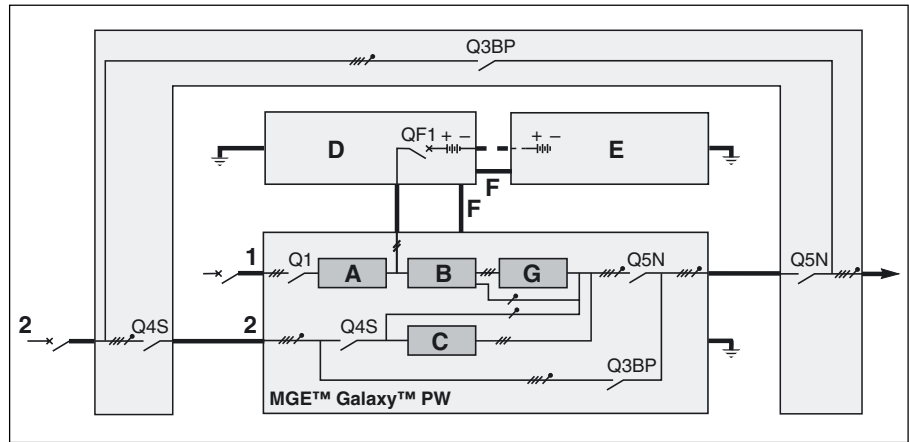 Q3BP
D
QF1
+ −
+ −
E
F
F
1
Q1
A
B
G
Q5N
Q5N
2
Q4S
2
Q4S
C
Q3BP
MGE™ Galaxy™ PW